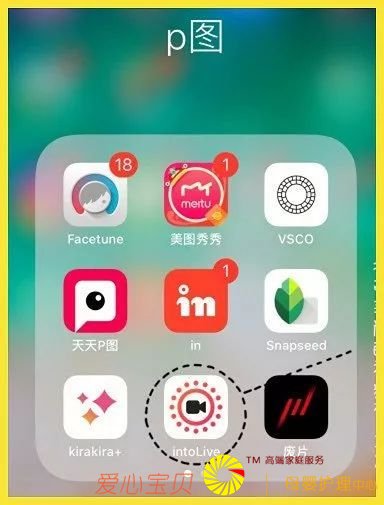 p图
18
1
meitu
Facetune
美图秀秀
VSCO
1
in
天天P图
in
Snapseed
kirakira+
intoLive
废片
爱心宝贝
TM 高端家庭服务
母婴护理中心